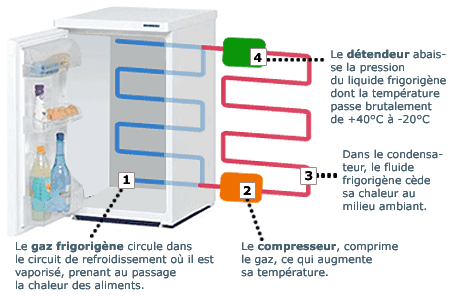 4
Le détendeur abais-
se la pression
du liquide frigorigène
dont la température
passe brutalement
de +40°C à -20°C
3
Dans le condensa-
teur, le fluide
frigorigène cède
sa chaleur au
milieu ambiant.
1
2
Le gaz frigorigène circule dans
le circuit de refroidissement où il est
vaporisé, prenant au passage
la chaleur des aliments.
Le compresseur, comprime
le gaz, ce qui augmente
sa température.